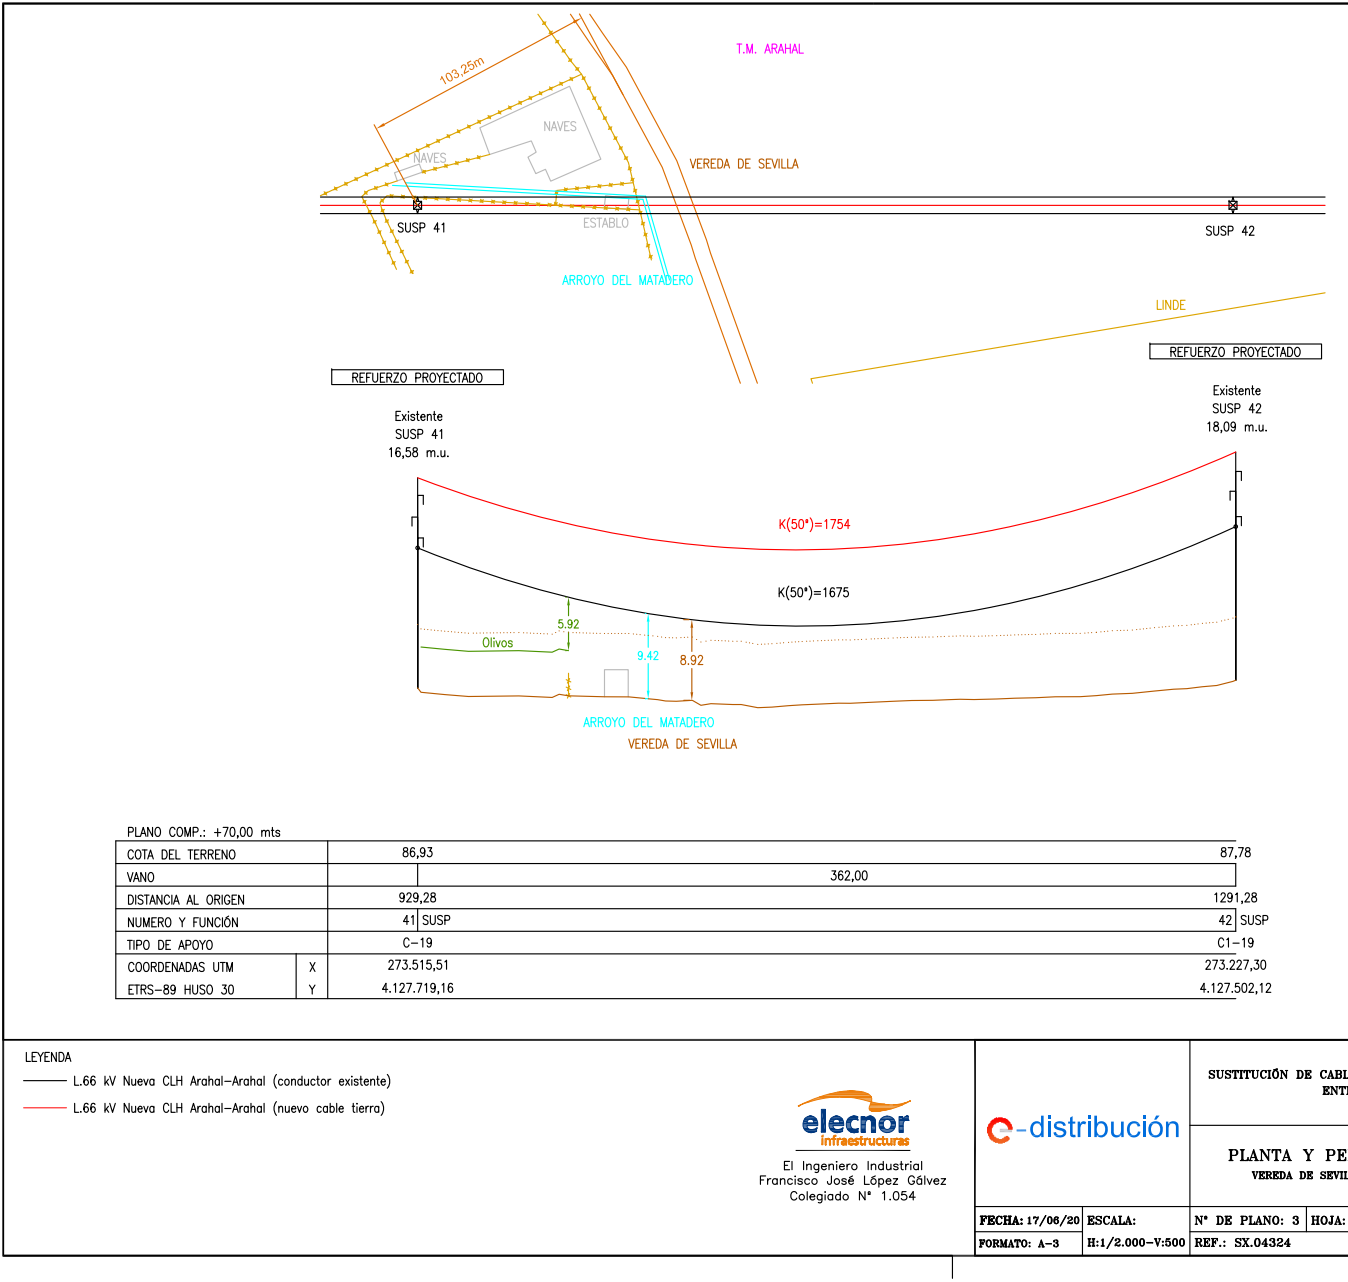 T.M. ARAHAL
103,25m
NAVES
NAVES
VEREDA DE SEVILLA
ESTABLO
SUSP 41
SUSP 42
ARROYO DEL MATADERO
LINDE
REFUERZO PROYECTADO
REFUERZO PROYECTADO
Existente
SUSP 41
16,58 m.u.
Existente
SUSP 42
18,09 m.u.
K(50°)=1754
K(50°)=1675
5.92
Olivos
9.42
8.92
ARROYO DEL MATADERO
VEREDA DE SEVILLA
PLANO COMP.: +70,00 mts
COTA DEL TERRENO 86,93 87,78
VANO 362,00
DISTANCIA AL ORIGEN 929,28 1291,28
NUMERO Y FUNCIÓN 41 SUSP 42 SUSP
TIPO DE APOYO C-19 C1-19
COORDENADAS UTM X 273.515,51 273.227,30
ETRS-89 HUSO 30 Y 4.127.719,16 4.127.502,12
LEYENDA
L.66 kV Nueva CLH Arahal-Arahal (conductor existente)
L.66 kV Nueva CLH Arahal-Arahal (nuevo cable tierra)
elecnor
infraestructuras
El Ingeniero Industrial
Francisco José López Gálvez
Colegiado N° 1.054
e-distribución
SUSTITUCIÓN DE CABL
ENT
PLANTA Y PE
VEREDA DE SEVIL
FECHA: 17/06/20 ESCALA: N° DE PLANO: 3 HOJA:
FORMATO: A-3 H:1/2.000-V:500 REF.: SX.04324